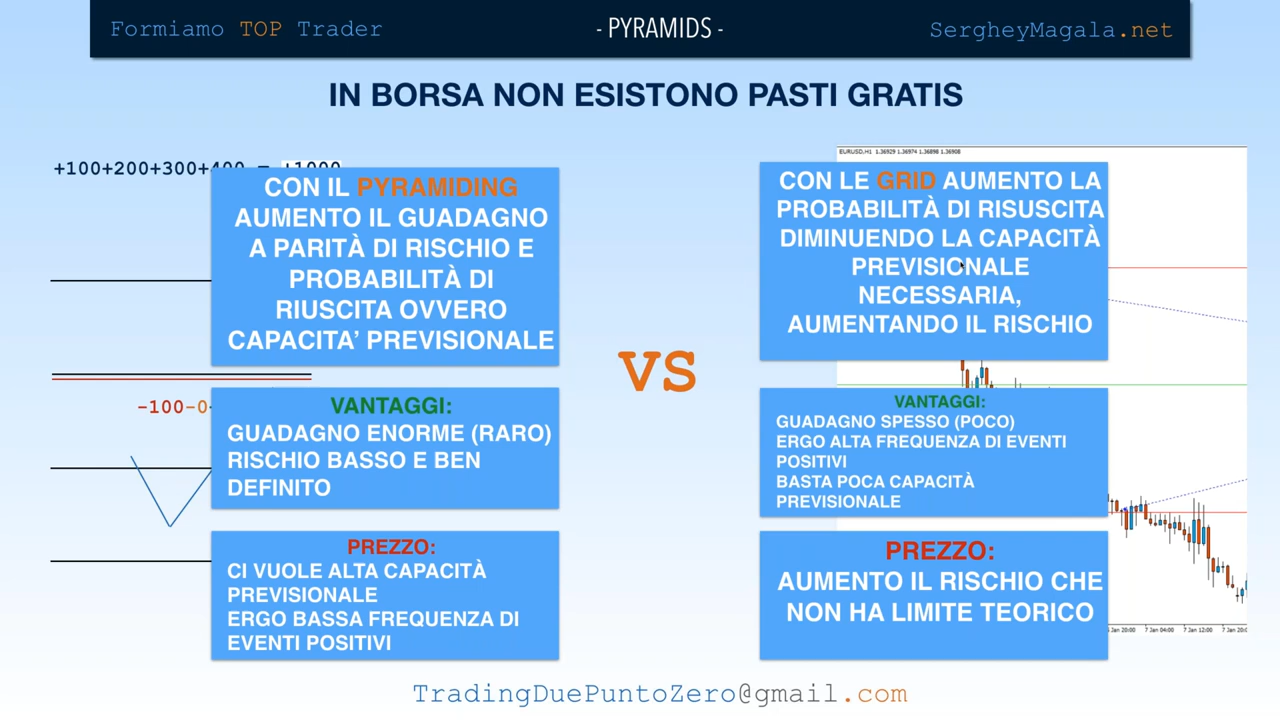 Formiamo TOP Trader
- PYRAMIDS -
SergheyMagala.net
IN BORSA NON ESISTONO PASTI GRATIS
+100+200+300+400 = +1000
CON IL PYRAMIDING
AUMENTO IL GUADAGNO
A PARITÀ DI RISCHIO E
PROBABILITÀ DI
RIUSCITA OVVERO
CAPACITA’ PREVISIONALE
-100-0
VANTAGGI:
GUADAGNO ENORME (RARO)
RISCHIO BASSO E BEN
DEFINITO
PREZZO:
CI VUOLE ALTA CAPACITÀ
PREVISIONALE
ERGO BASSA FREQUENZA DI
EVENTI POSITIVI
vs
EURUSD,H1 1.36929 1.36974 1.36898 1.36908
CON LE GRID AUMENTO LA
PROBABILITÀ DI RISUSCITA
DIMINUENDO LA CAPACITÀ
PREVISIONALE
NECESSARIA,
AUMENTANDO IL RISCHIO
VANTAGGI:
GUADAGNO SPESSO (POCO)
ERGO ALTA FREQUENZA DI EVENTI
POSITIVI
BASTA POCA CAPACITÀ
PREVISIONALE
PREZZO:
AUMENTO IL RISCHIO CHE
NON HA LIMITE TEORICO
Jan 20:00 7 Jan 04:00 7 Jan 12:00 7 Jan 20:0
TradingDuePuntoZero@gmail.com